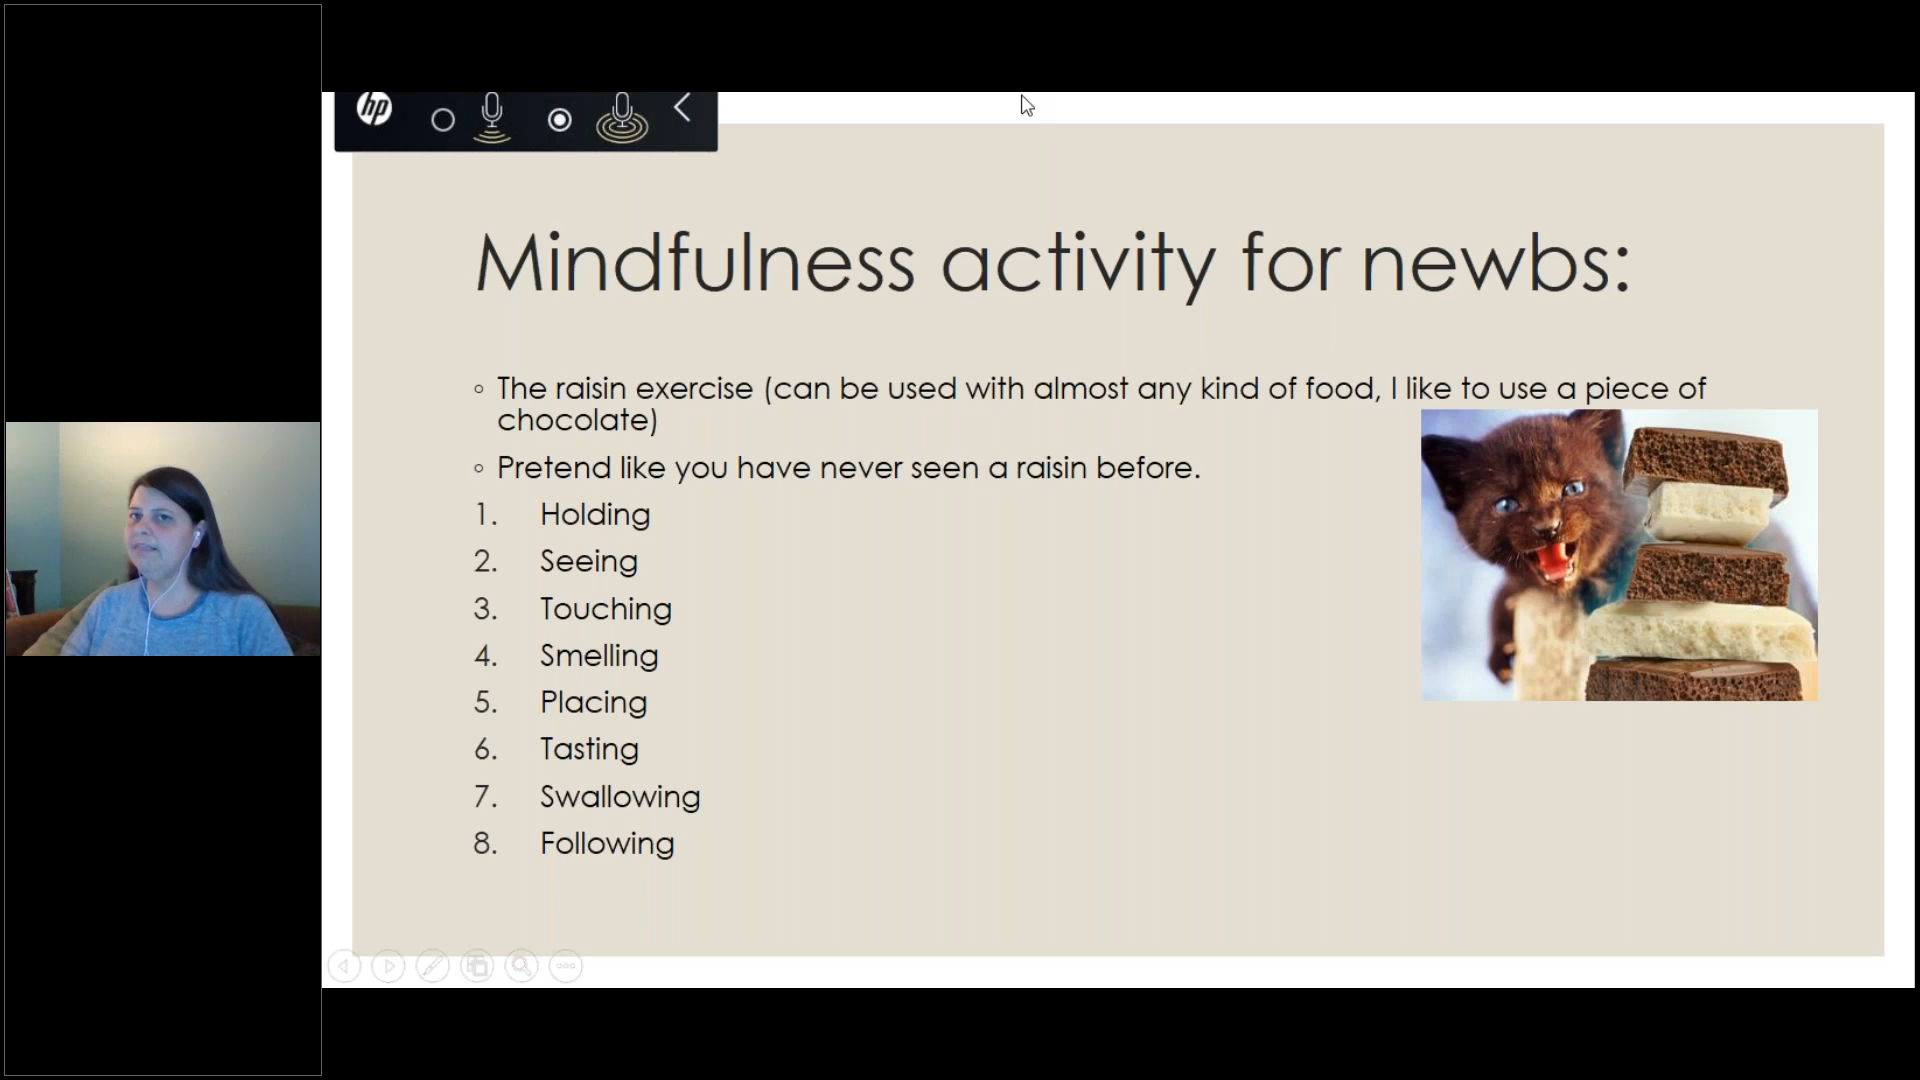 hp
Mindfulness activity for newbs:
◦ The raisin exercise (can be used with almost any kind of food, I like to use a piece of
chocolate)
◦ Pretend like you have never seen a raisin before.
1. Holding
2. Seeing
3. Touching
4. Smelling
5. Placing
6. Tasting
7. Swallowing
8. Following